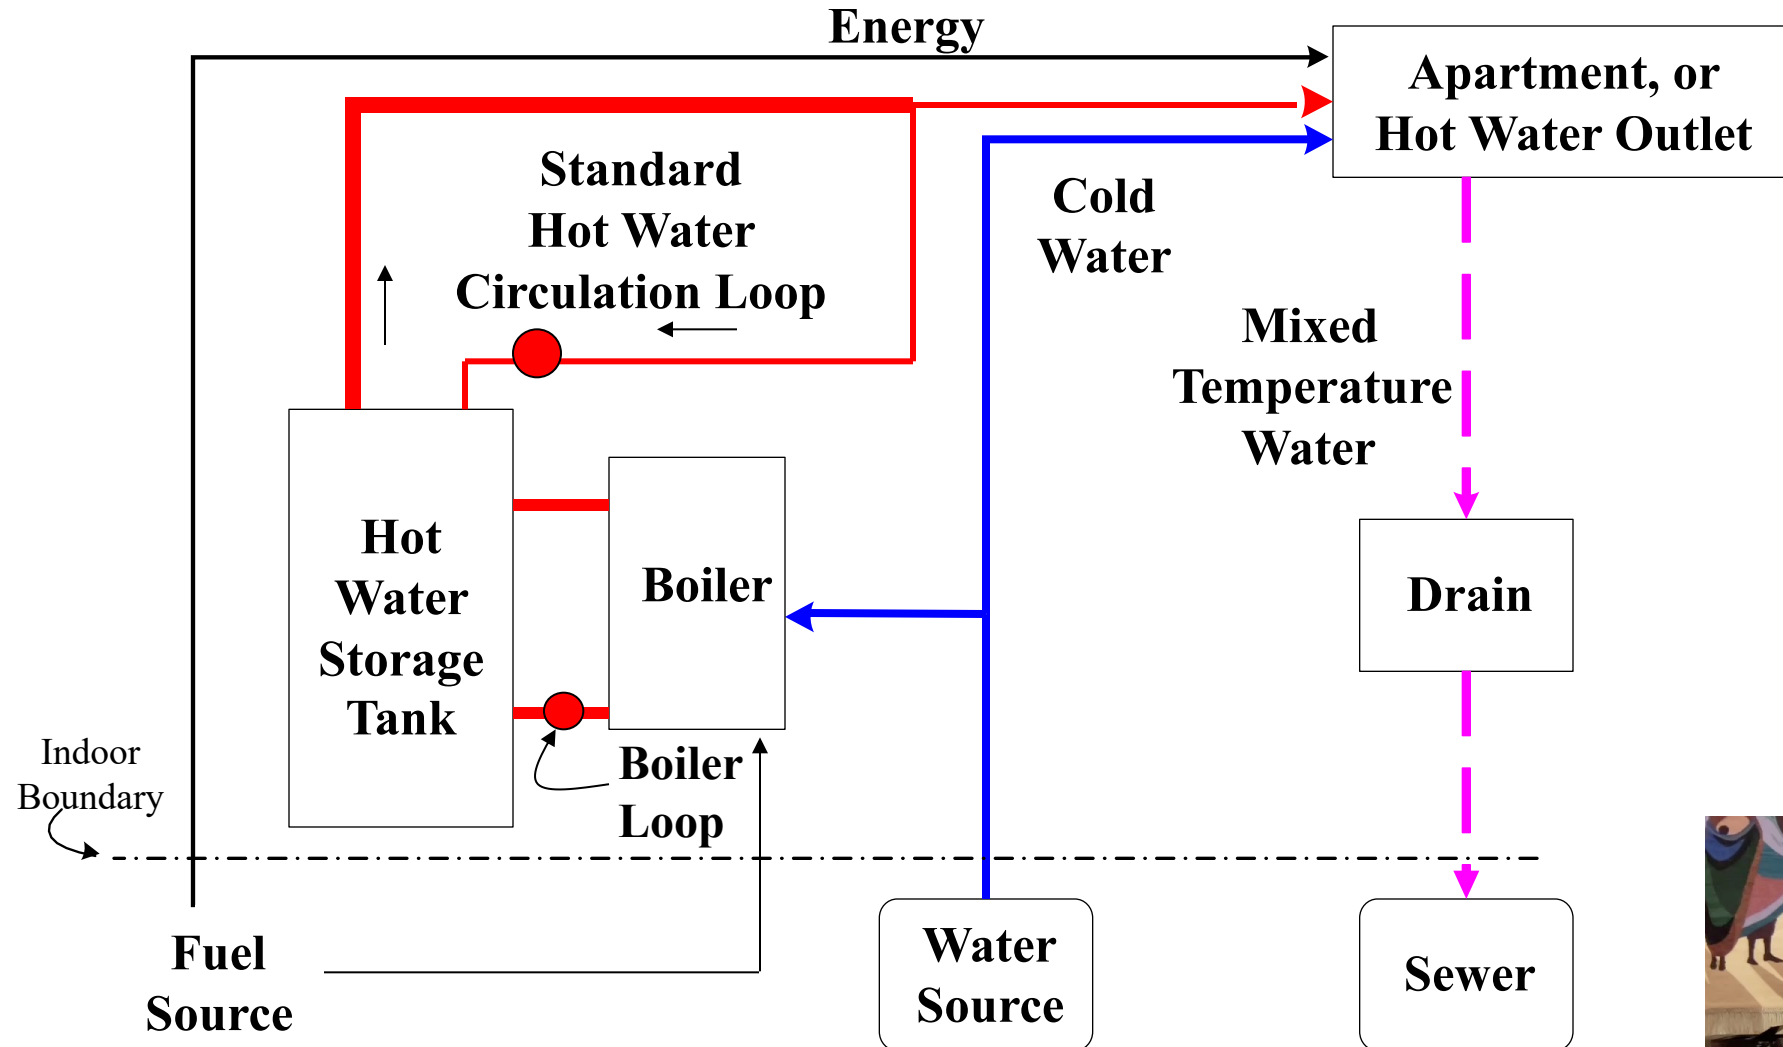 Energy
Apartment, or
Hot Water Outlet
Standard
Hot Water
Circulation Loop
Cold
Water
Mixed
Temperature
Water
Hot
Water
Storage
Tank
Boiler
Drain
Indoor
Boundary
Boiler
Loop
Fuel
Source
Water
Source
Sewer